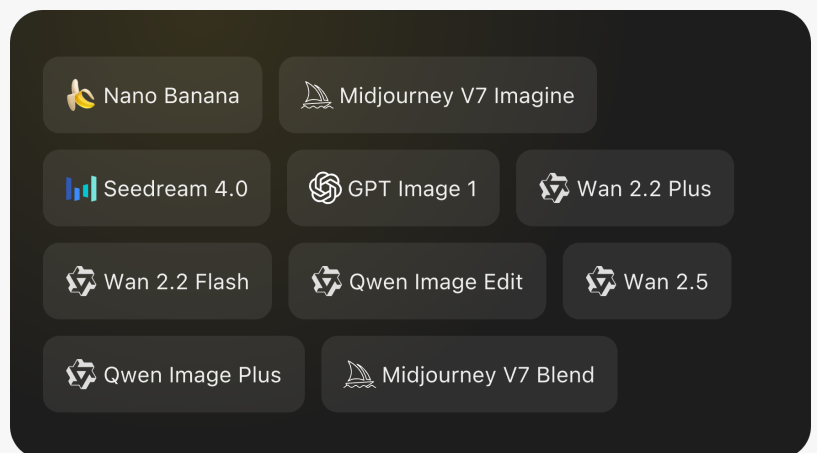 Nano Banana
Midjourney V7 Imagine
Seedream 4.0
GPT Image 1
Wan 2.2 Plus
Wan 2.2 Flash
Qwen Image Edit
Wan 2.5
Qwen Image Plus
Midjourney V7 Blend